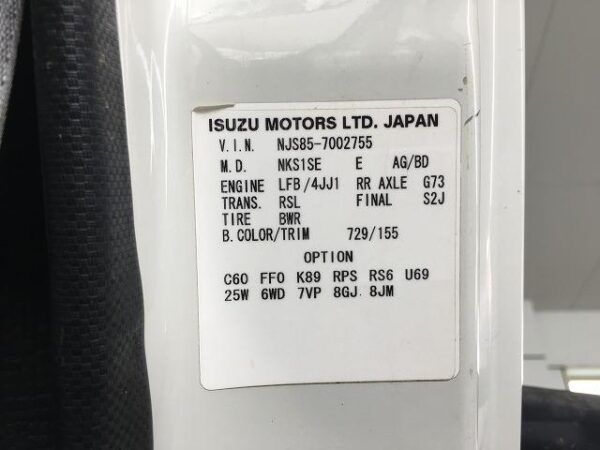 ISUZU MOTORS LTD. JAPAN
V.I.N. NJS85-7002755
M.D. NKS1SE E AG/BD
ENGINE LFB/4JJ1 RR AXLE G73
TRANS. RSL FINAL S2J
TIRE BWR
B.COLOR/TRIM 729/155
OPTION
C60 FF0 K89 RPS RS6 U69
25W 6WD 7VP 8GJ 8JM